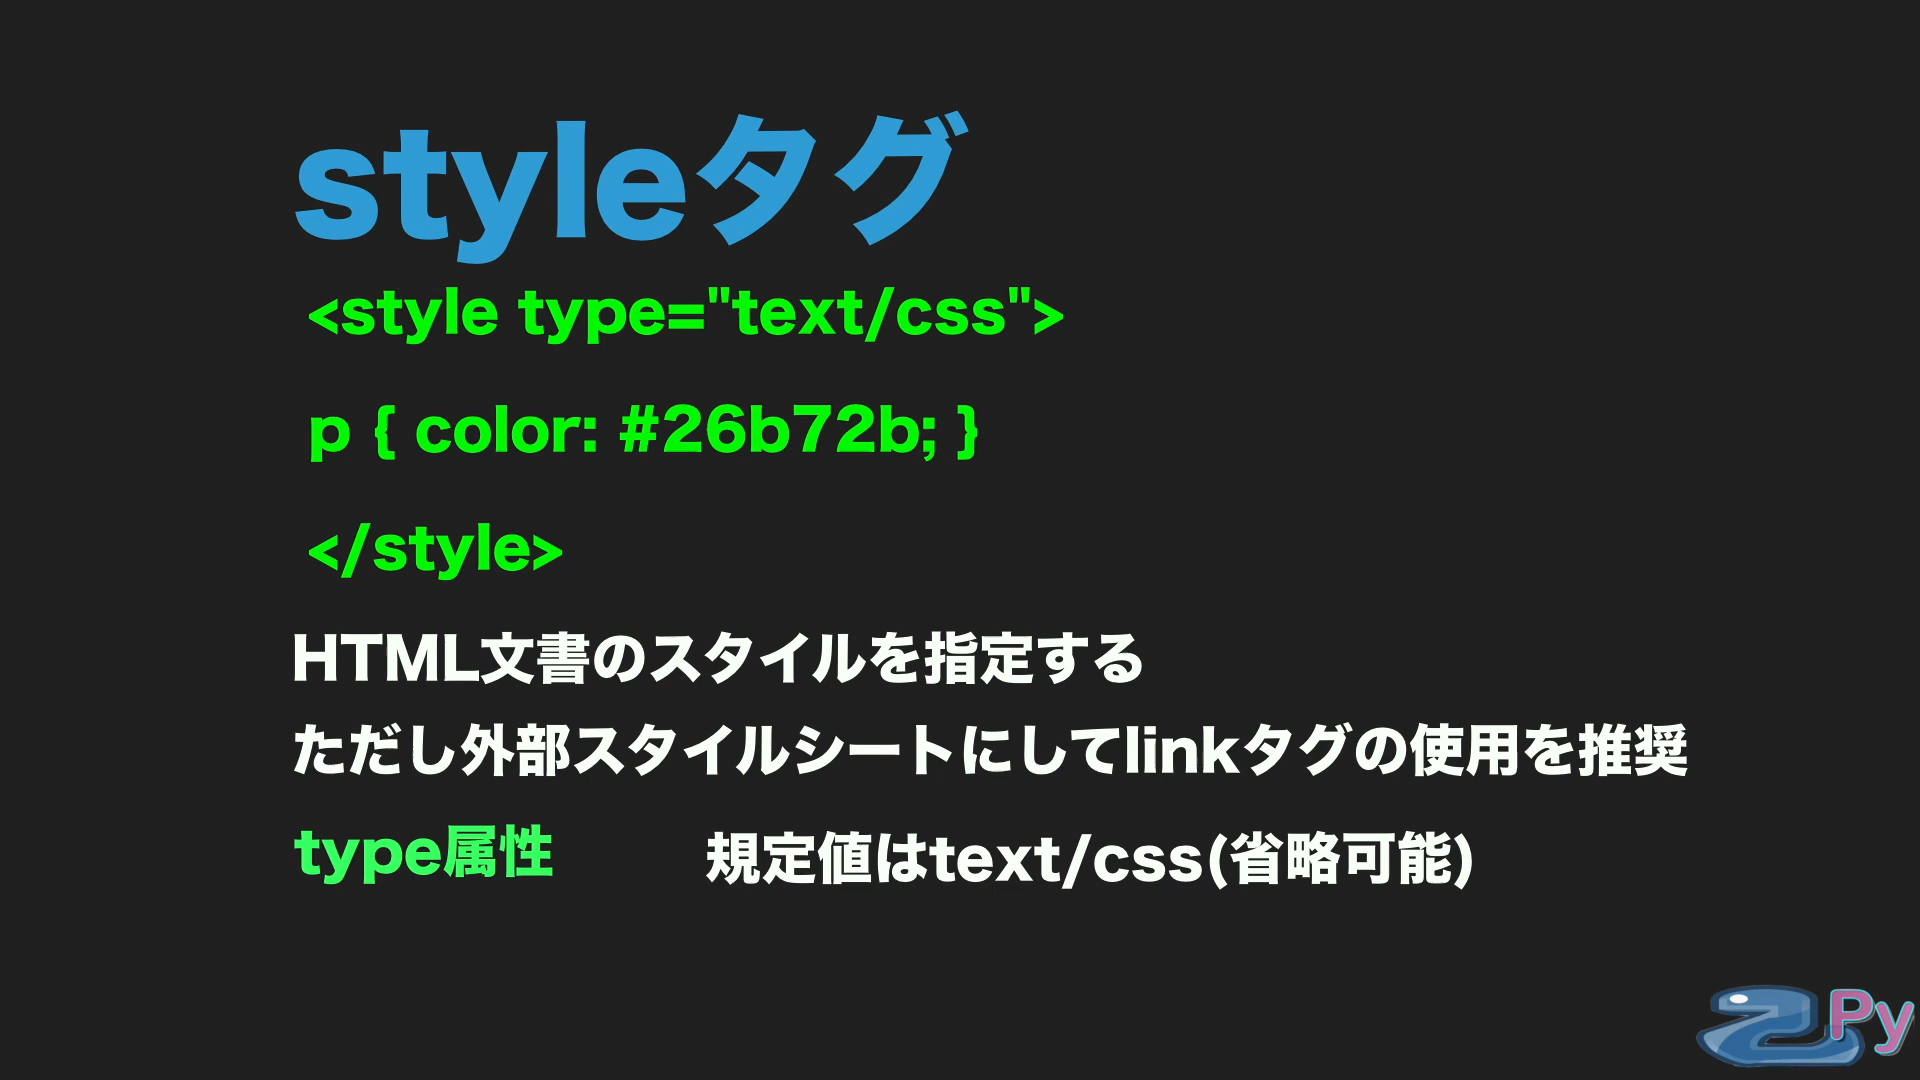 styleタグ
<style type="text/css">
p { color: #26b72b; }
</style>
HTML文書のスタイルを指定する
ただし外部スタイルシートにしてlinkタグの使用を推奨
type属性 規定値はtext/css(省略可能)
Py